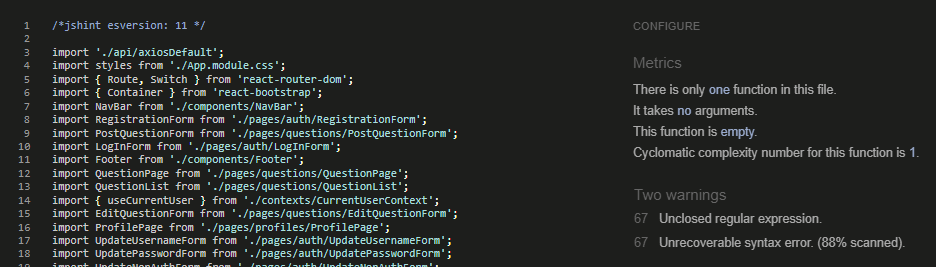 1 /*jshint esversion: 11 */
2
3 import './api/axiosDefault';
4 import styles from './App.module.css';
5 import { Route, Switch } from 'react-router-dom';
6 import { Container } from 'react-bootstrap';
7 import NavBar from './components/NavBar';
8 import RegistrationForm from './pages/auth/RegistrationForm';
9 import PostQuestionForm from './pages/questions/PostQuestionForm';
10 import LogInForm from './pages/auth/LogInForm';
11 import Footer from './components/Footer';
12 import QuestionPage from './pages/questions/QuestionPage';
13 import QuestionList from './pages/questions/QuestionList';
14 import { useCurrentUser } from './contexts/CurrentUserContext';
15 import EditQuestionForm from './pages/questions/EditQuestionForm';
16 import ProfilePage from './pages/profiles/ProfilePage';
17 import UpdateUsernameForm from './pages/auth/UpdateUsernameForm';
18 import UpdatePasswordForm from './pages/auth/UpdatePasswordForm';
CONFIGURE
Metrics
There is only one function in this file.
It takes no arguments.
This function is empty.
Cyclomatic complexity number for this function is 1.
Two warnings
67 Unclosed regular expression.
67 Unrecoverable syntax error. (88% scanned).